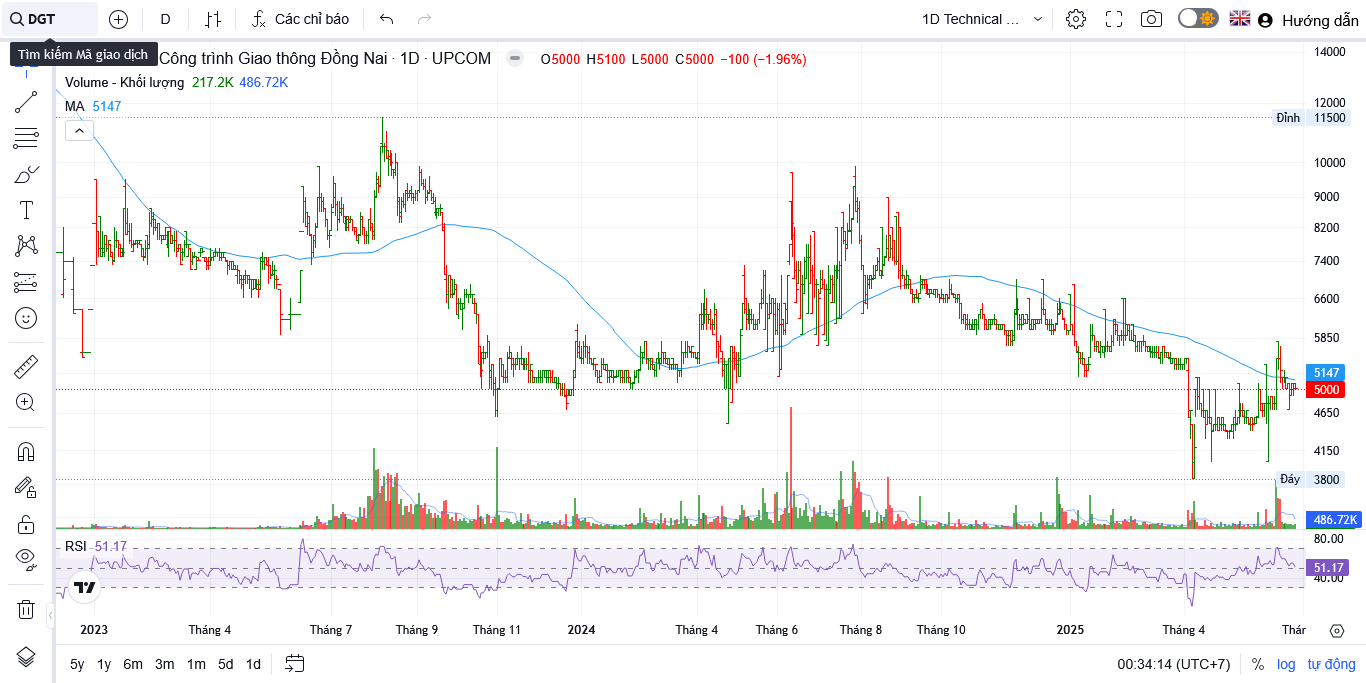 DGT D Các chỉ báo 1D Technical ... Hướng dẫn
Tìm kiếm Mã giao dịch Công trình Giao thông Đồng Nai · 1D · UPCOM O5000 H5100 L5000 C5000 −100 (−1.96%)
Volume - Khối lượng 217.2K 486.72K
MA 5147
14000
12000
Đỉnh 11500
10000
9000
8200
7400
6600
5850
5147
5000
4650
4150
Đáy 3800
486.72K
RSI 51.17
80.00
51.17
40.00
2023 Tháng 4 Tháng 7 Tháng 9 Tháng 11 2024 Tháng 4 Tháng 6 Tháng 8 Tháng 10 2025 Tháng 4 Thár
5y 1y 6m 3m 1m 5d 1d 00:34:14 (UTC+7) % log tự động